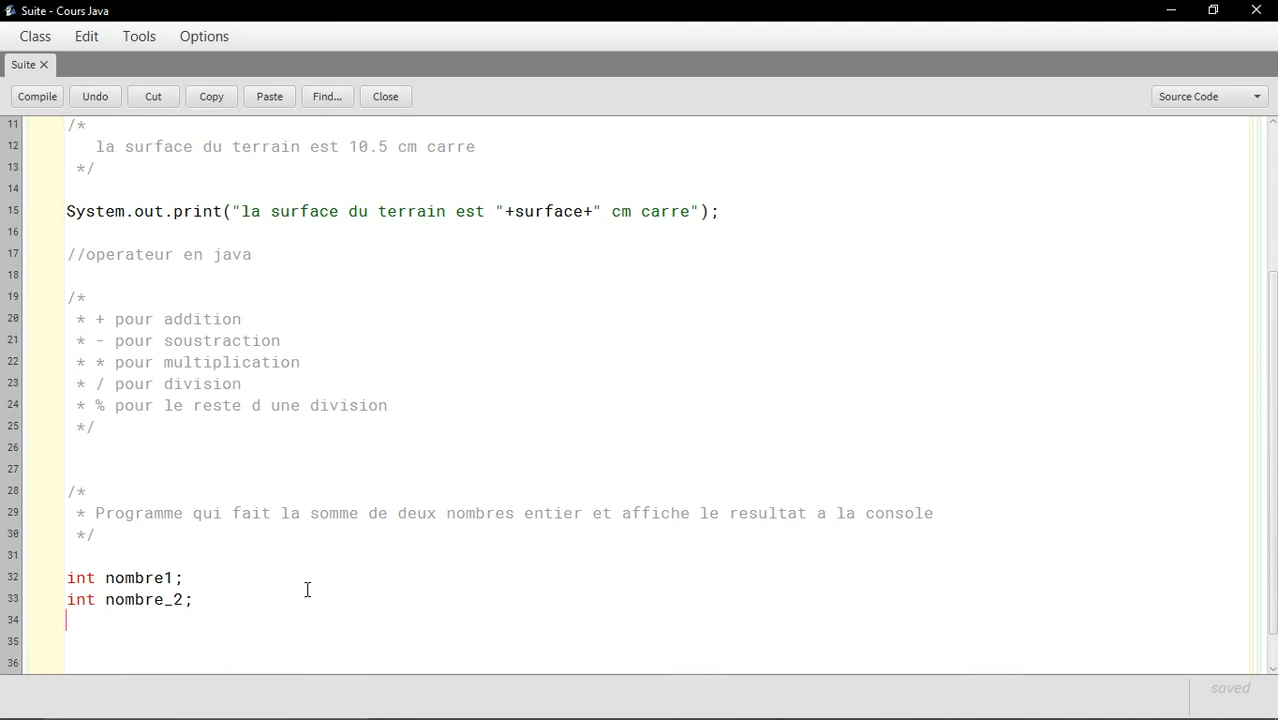 Suite - Cours Java
Class Edit Tools Options
Suite
Compile Undo Cut Copy Paste Find... Close Source Code
11 /*
12 la surface du terrain est 10.5 cm carre
13 */
14
15 System.out.print("la surface du terrain est "+surface+" cm carre");
16
17 //operateur en java
18
19 /*
20 * + pour addition
21 * - pour soustraction
22 * * pour multiplication
23 * / pour division
24 * % pour le reste d une division
25 */
26
27
28 /*
29 * Programme qui fait la somme de deux nombres entier et affiche le resultat a la console
30 */
31
32 int nombre1;
33 int nombre_2;
34
35
36
saved